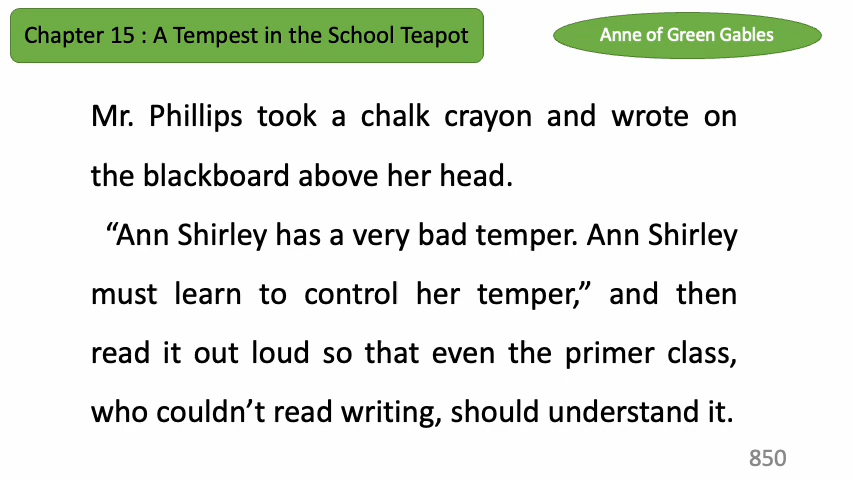 Chapter 15 : A Tempest in the School Teapot
Anne of Green Gables
Mr. Phillips took a chalk crayon and wrote on
the blackboard above her head.
“Ann Shirley has a very bad temper. Ann Shirley
must learn to control her temper,” and then
read it out loud so that even the primer class,
who couldn’t read writing, should understand it.
850